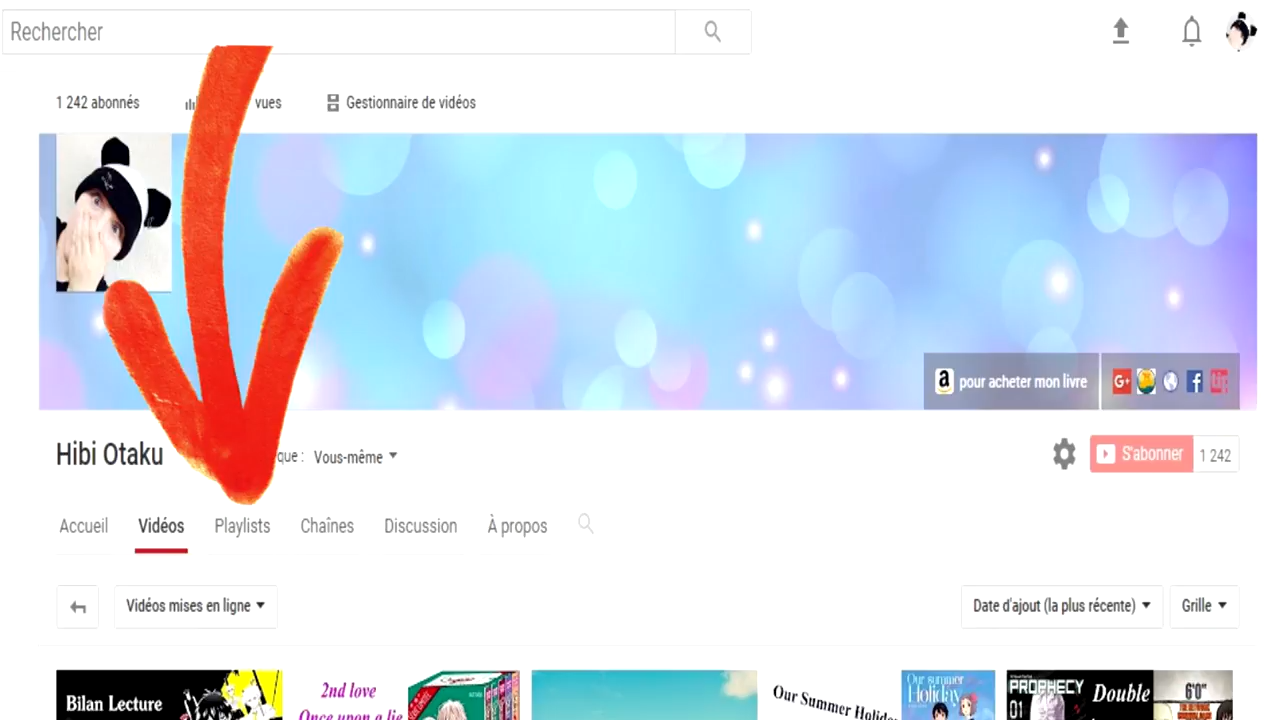 Rechercher
1 242 abonnés vues Gestionnaire de vidéos
a pour acheter mon livre G+ f
Hibi Otaku que : Vous-même S'abonner 1 242
Accueil Vidéos Playlists Chaînes Discussion À propos
Vidéos mises en ligne Date d'ajout (la plus récente) Grille
Bilan Lecture
2nd love
Once upon a lie
Our Summer Holiday
Our summer
Holiday
PROPHECY
01
Double
6'0"